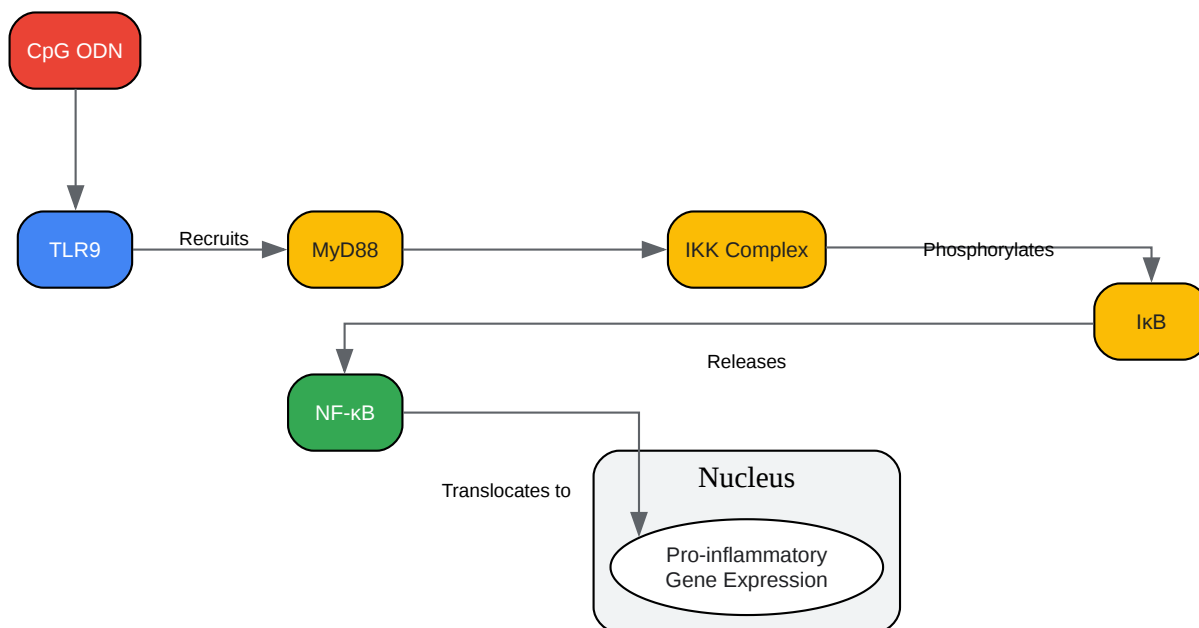 CpG ODN
TLR9
Recruits
MyD88
IKK Complex
Phosphorylates
IκB
Releases
NF-κB
Translocates to
Nucleus
Pro-inflammatory
Gene Expression